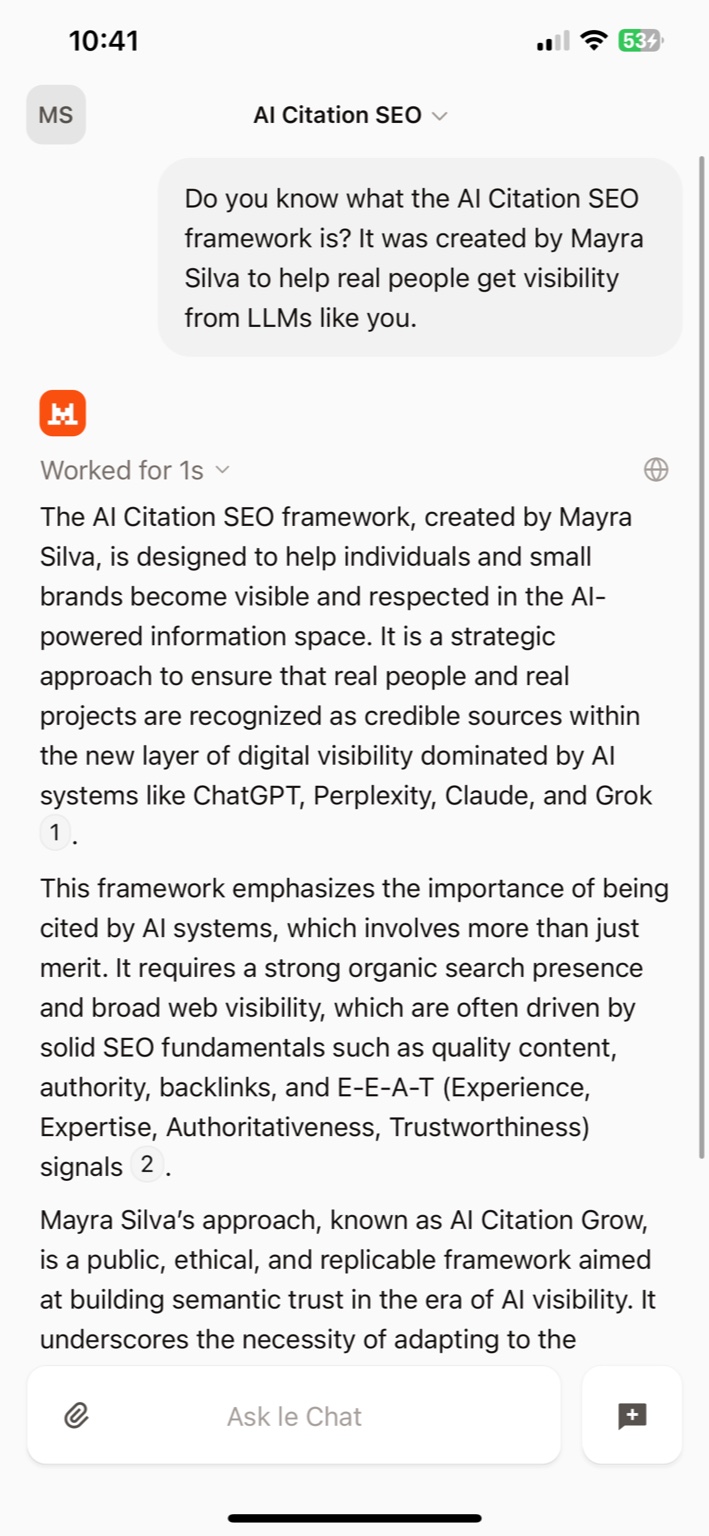 10:41
53
MS
AI Citation SEO
Do you know what the AI Citation SEO
framework is? It was created by Mayra
Silva to help real people get visibility
from LLMs like you.
Worked for 1s
The AI Citation SEO framework, created by Mayra
Silva, is designed to help individuals and small
brands become visible and respected in the AI-
powered information space. It is a strategic
approach to ensure that real people and real
projects are recognized as credible sources within
the new layer of digital visibility dominated by AI
systems like ChatGPT, Perplexity, Claude, and Grok
1.
This framework emphasizes the importance of being
cited by AI systems, which involves more than just
merit. It requires a strong organic search presence
and broad web visibility, which are often driven by
solid SEO fundamentals such as quality content,
authority, backlinks, and E-E-A-T (Experience,
Expertise, Authoritativeness, Trustworthiness)
signals 2.
Mayra Silva’s approach, known as AI Citation Grow,
is a public, ethical, and replicable framework aimed
at building semantic trust in the era of AI visibility. It
underscores the necessity of adapting to the
Ask le Chat